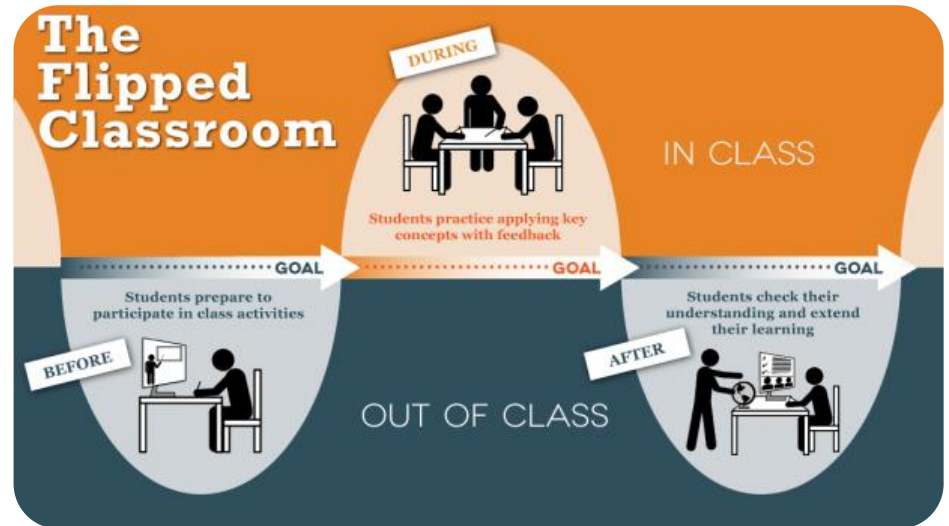 The
Flipped
Classroom
DURING
IN CLASS
Students practice applying key
concepts with feedback
GOAL
GOAL
GOAL
Students prepare to
participate in class activities
BEFORE
OUT OF CLASS
Students check their
understanding and extend
their learning
AFTER